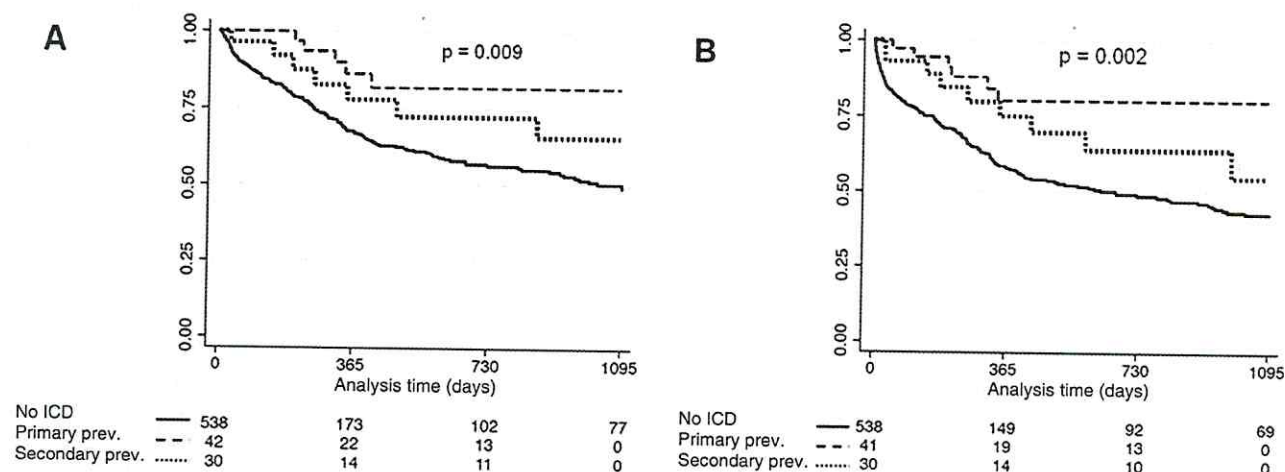 A
p = 0.009
1.00
0.75
0.50
0.25
0.00
0 365 730 1095
Analysis time (days)
No ICD 538 173 102 77
Primary prev. 42 22 13 0
Secondary prev. 30 14 11 0
B
p = 0.002
1.00
0.75
0.50
0.25
0.00
0 365 730 1095
Analysis time (days)
No ICD 538 149 92 69
Primary prev. 41 19 13 0
Secondary prev. 30 14 10 0